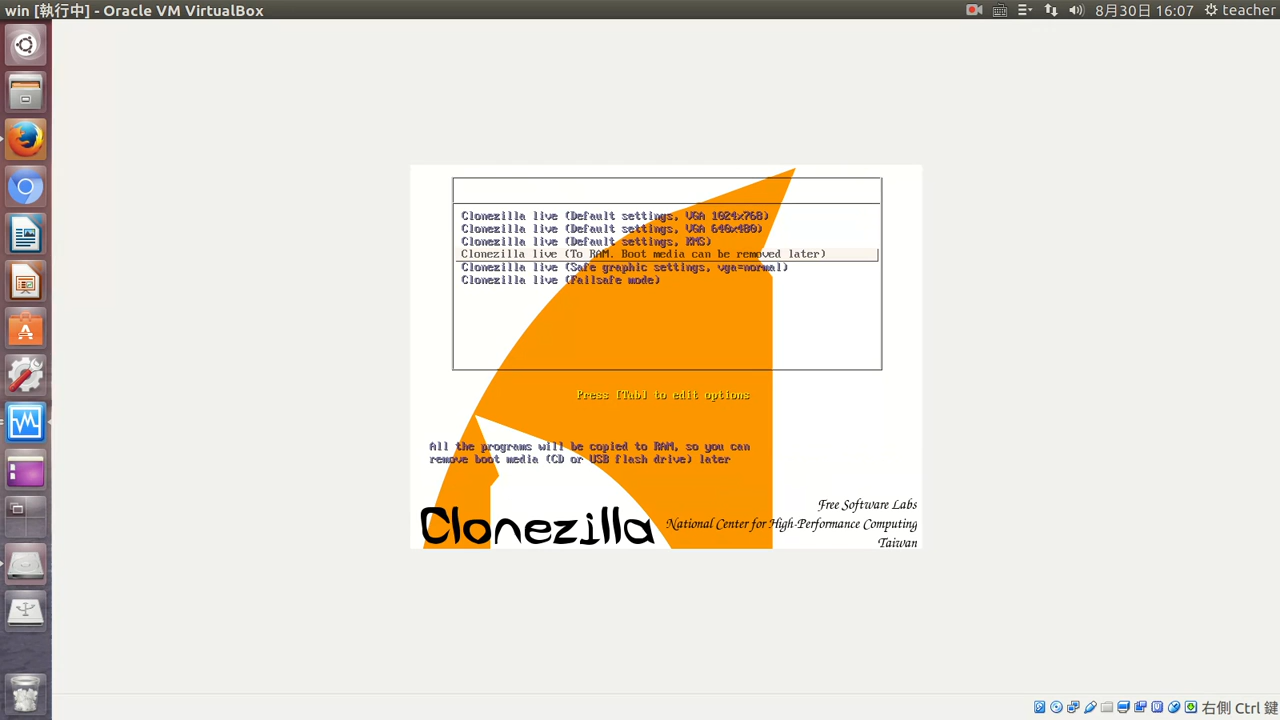 win [執行中] - Oracle VM VirtualBox
8月30日 16:07 teacher
Clonezilla live (Default settings, VGA 1024x768)
Clonezilla live (Default settings, VGA 640x480)
Clonezilla live (Default settings, KMS)
Clonezilla live (To RAM. Boot media can be removed later)
Clonezilla live (Safe graphic settings, vga=normal)
Clonezilla live (Failsafe mode)
Press [Tab] to edit options
All the programs will be copied to RAM, so you can
remove boot media (CD or USB flash drive) later
Free Software Labs
Clonezilla National Center for High-Performance Computing
Taiwan
右側 Ctrl 鍵